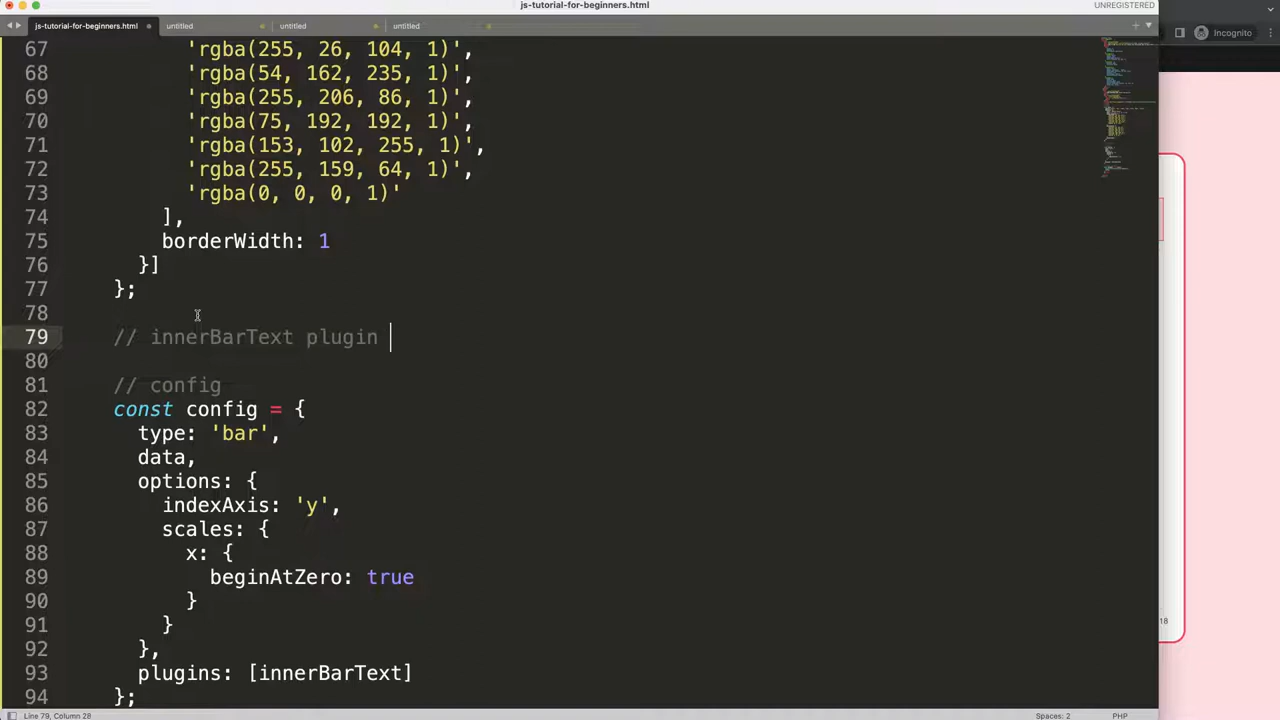 js-tutorial-for-beginners.html
UNREGISTERED
js-tutorial-for-beginners.html untitled untitled untitled
Incognito
67 'rgba(255, 26, 104, 1)',
68 'rgba(54, 162, 235, 1)',
69 'rgba(255, 206, 86, 1)',
70 'rgba(75, 192, 192, 1)',
71 'rgba(153, 102, 255, 1)',
72 'rgba(255, 159, 64, 1)',
73 'rgba(0, 0, 0, 1)'
74 ],
75 borderWidth: 1
76 }]
77 };
78
79 // innerBarText plugin
80
81 // config
82 const config = {
83 type: 'bar',
84 data,
85 options: {
86 indexAxis: 'y',
87 scales: {
88 x: {
89 beginAtZero: true
90 }
91 }
92 },
93 plugins: [innerBarText]
94 };
18
Line 79, Column 28
Spaces: 2
PHP